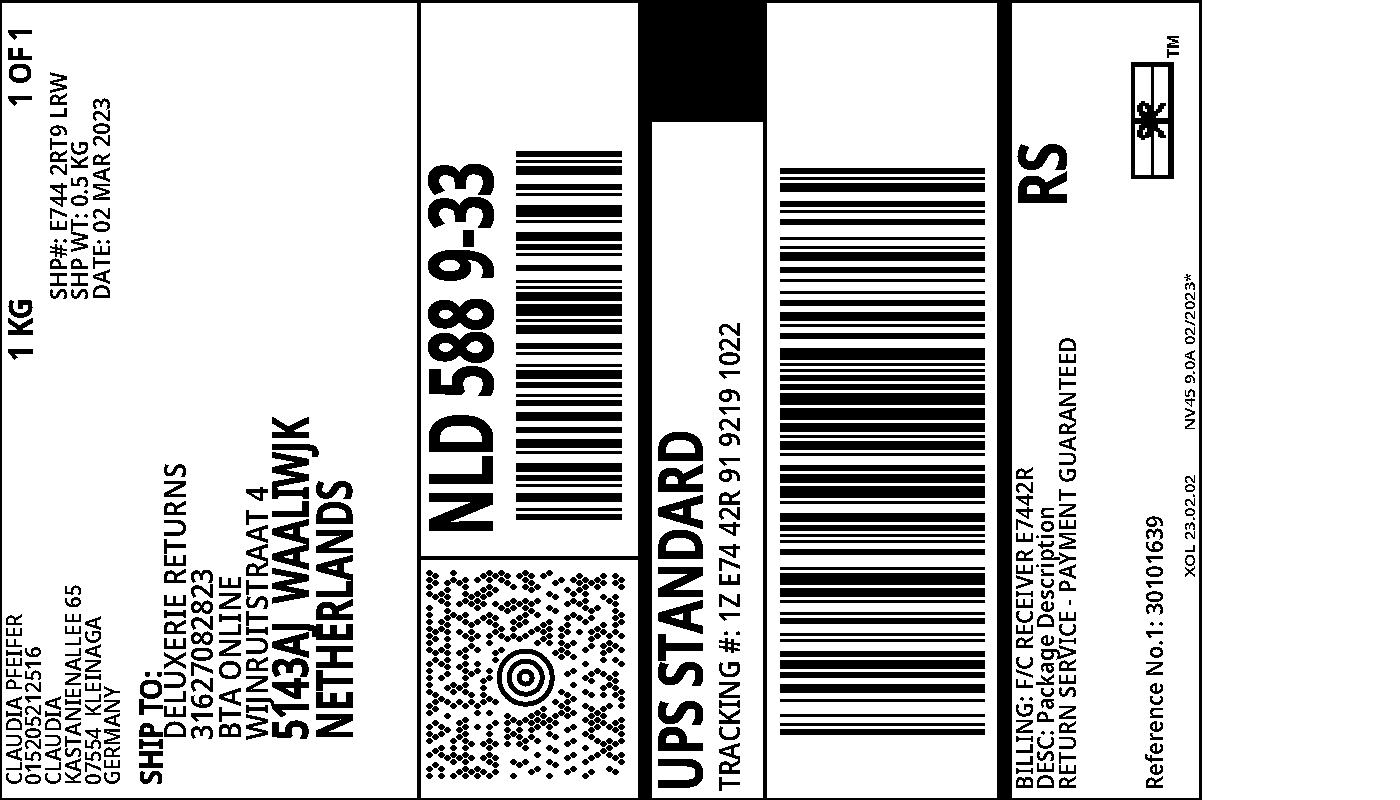 CLAUDIA PFEIFER
015205212516
CLAUDIA
KASTANIENALLEE 65
07554 KLEINAGA
GERMANY
1 KG
1 OF 1
SHP#: E744 2RT9 LRW
SHP WT: 0.5 KG
DATE: 02 MAR 2023
SHIP TO:
DELUXERIE RETURNS
31627082823
BTA ONLINE
WIJNRUITSTRAAT 4
5143AJ WAALIWJK
NETHERLANDS
NLD 588 9-33
UPS STANDARD
TRACKING #: 1Z E74 42R 91 9219 1022
BILLING: F/C RECEIVER E7442R
DESC: Package Description
RETURN SERVICE - PAYMENT GUARANTEED
RS
Reference No.1: 30101639
XOL 23.02.02
NV45 9.0A 02/2023*
TM